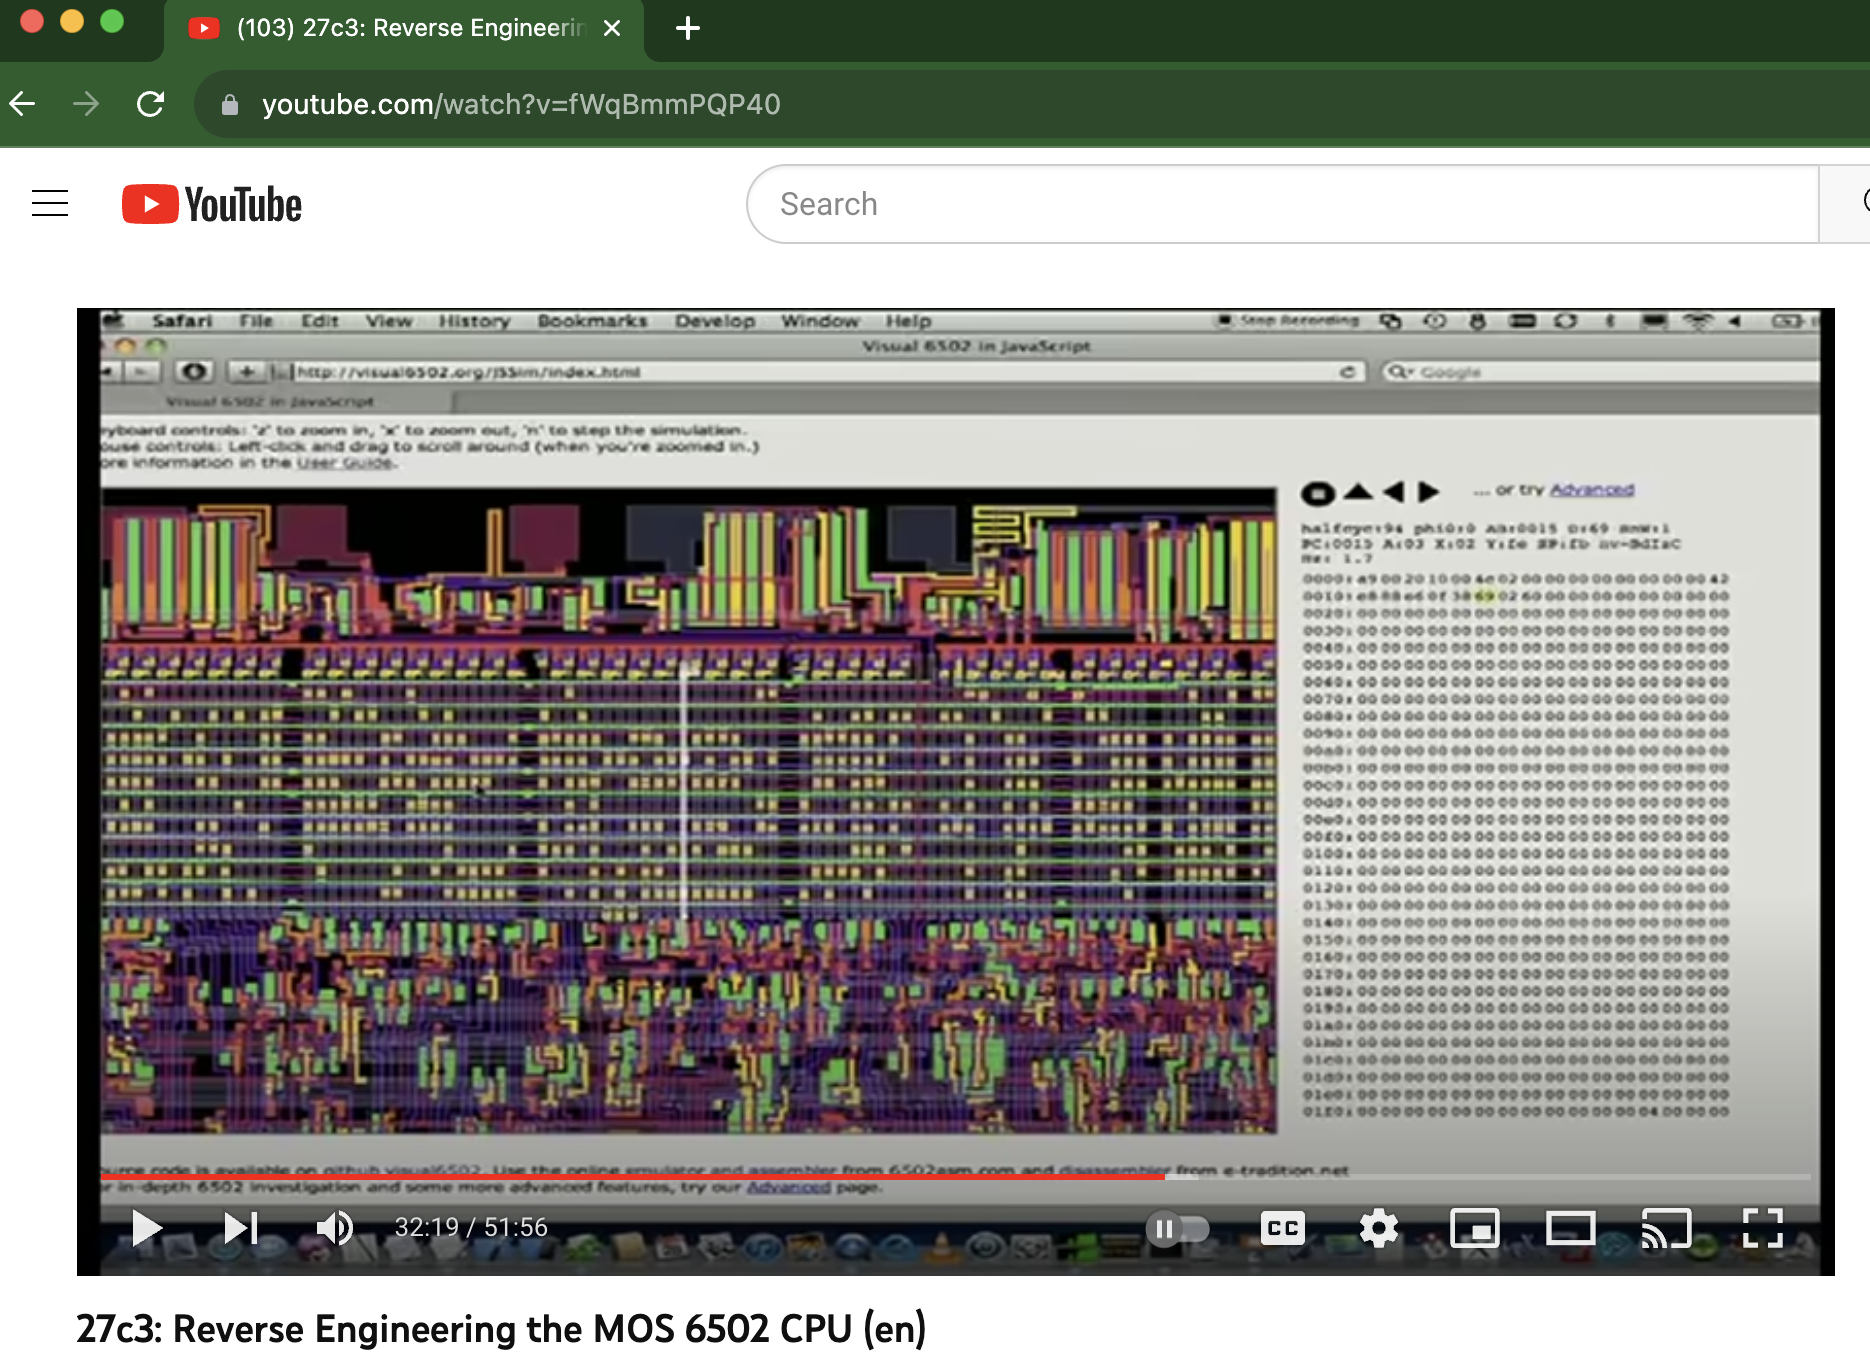 (103) 27c3: Reverse Engineerin
youtube.com/watch?v=fWqBmmPQP40
YouTube
Search
Safari File Edit View History Bookmarks Develop Window Help Stop Recording
Visual 6502 in JavaScript
http://visual6502.org/JSSim/index.html
Google
Visual 6502 in JavaScript
yboard controls: 'z' to zoom in, 'x' to zoom out, 'n' to step the simulation.
ouse controls: Left-click and drag to scroll around (when you're zoomed in.)
ore information in the User Guide.
... or try Advanced
halfcyc:94 phi0:0 AB:0015 D:69 RnW:1
PC:0015 A:03 X:02 Y:fe SP:fb nv-BdIzC
Hz: 1.7
0000: a9 00 20 10 00 4c 02 00 00 00 00 00 00 00 00 42
0010: e8 88 e6 0f 38 69 02 60 00 00 00 00 00 00 00 00
0020: 00 00 00 00 00 00 00 00 00 00 00 00 00 00 00 00
0030: 00 00 00 00 00 00 00 00 00 00 00 00 00 00 00 00
0040: 00 00 00 00 00 00 00 00 00 00 00 00 00 00 00 00
0050: 00 00 00 00 00 00 00 00 00 00 00 00 00 00 00 00
0060: 00 00 00 00 00 00 00 00 00 00 00 00 00 00 00 00
0070: 00 00 00 00 00 00 00 00 00 00 00 00 00 00 00 00
0080: 00 00 00 00 00 00 00 00 00 00 00 00 00 00 00 00
0090: 00 00 00 00 00 00 00 00 00 00 00 00 00 00 00 00
00a0: 00 00 00 00 00 00 00 00 00 00 00 00 00 00 00 00
00b0: 00 00 00 00 00 00 00 00 00 00 00 00 00 00 00 00
00c0: 00 00 00 00 00 00 00 00 00 00 00 00 00 00 00 00
00d0: 00 00 00 00 00 00 00 00 00 00 00 00 00 00 00 00
00e0: 00 00 00 00 00 00 00 00 00 00 00 00 00 00 00 00
00f0: 00 00 00 00 00 00 00 00 00 00 00 00 00 00 00 00
0100: 00 00 00 00 00 00 00 00 00 00 00 00 00 00 00 00
0110: 00 00 00 00 00 00 00 00 00 00 00 00 00 00 00 00
0120: 00 00 00 00 00 00 00 00 00 00 00 00 00 00 00 00
0130: 00 00 00 00 00 00 00 00 00 00 00 00 00 00 00 00
0140: 00 00 00 00 00 00 00 00 00 00 00 00 00 00 00 00
0150: 00 00 00 00 00 00 00 00 00 00 00 00 00 00 00 00
0160: 00 00 00 00 00 00 00 00 00 00 00 00 00 00 00 00
0170: 00 00 00 00 00 00 00 00 00 00 00 00 00 00 00 00
0180: 00 00 00 00 00 00 00 00 00 00 00 00 00 00 00 00
0190: 00 00 00 00 00 00 00 00 00 00 00 00 00 00 00 00
01a0: 00 00 00 00 00 00 00 00 00 00 00 00 00 00 00 00
01b0: 00 00 00 00 00 00 00 00 00 00 00 00 00 00 00 00
01c0: 00 00 00 00 00 00 00 00 00 00 00 00 00 00 00 00
01d0: 00 00 00 00 00 00 00 00 00 00 00 00 00 00 00 00
01e0: 00 00 00 00 00 00 00 00 00 00 00 00 00 00 00 00
01f0: 00 00 00 00 00 00 00 00 00 00 00 00 04 00 00 00
urce code is available on github visual6502. Use the online emulator and assembler from 6502asm.com and disassembler from e-tradition.net
r in-depth 6502 investigation and some more advanced features, try our Advanced page.
32:19 / 51:56
CC
27c3: Reverse Engineering the MOS 6502 CPU (en)